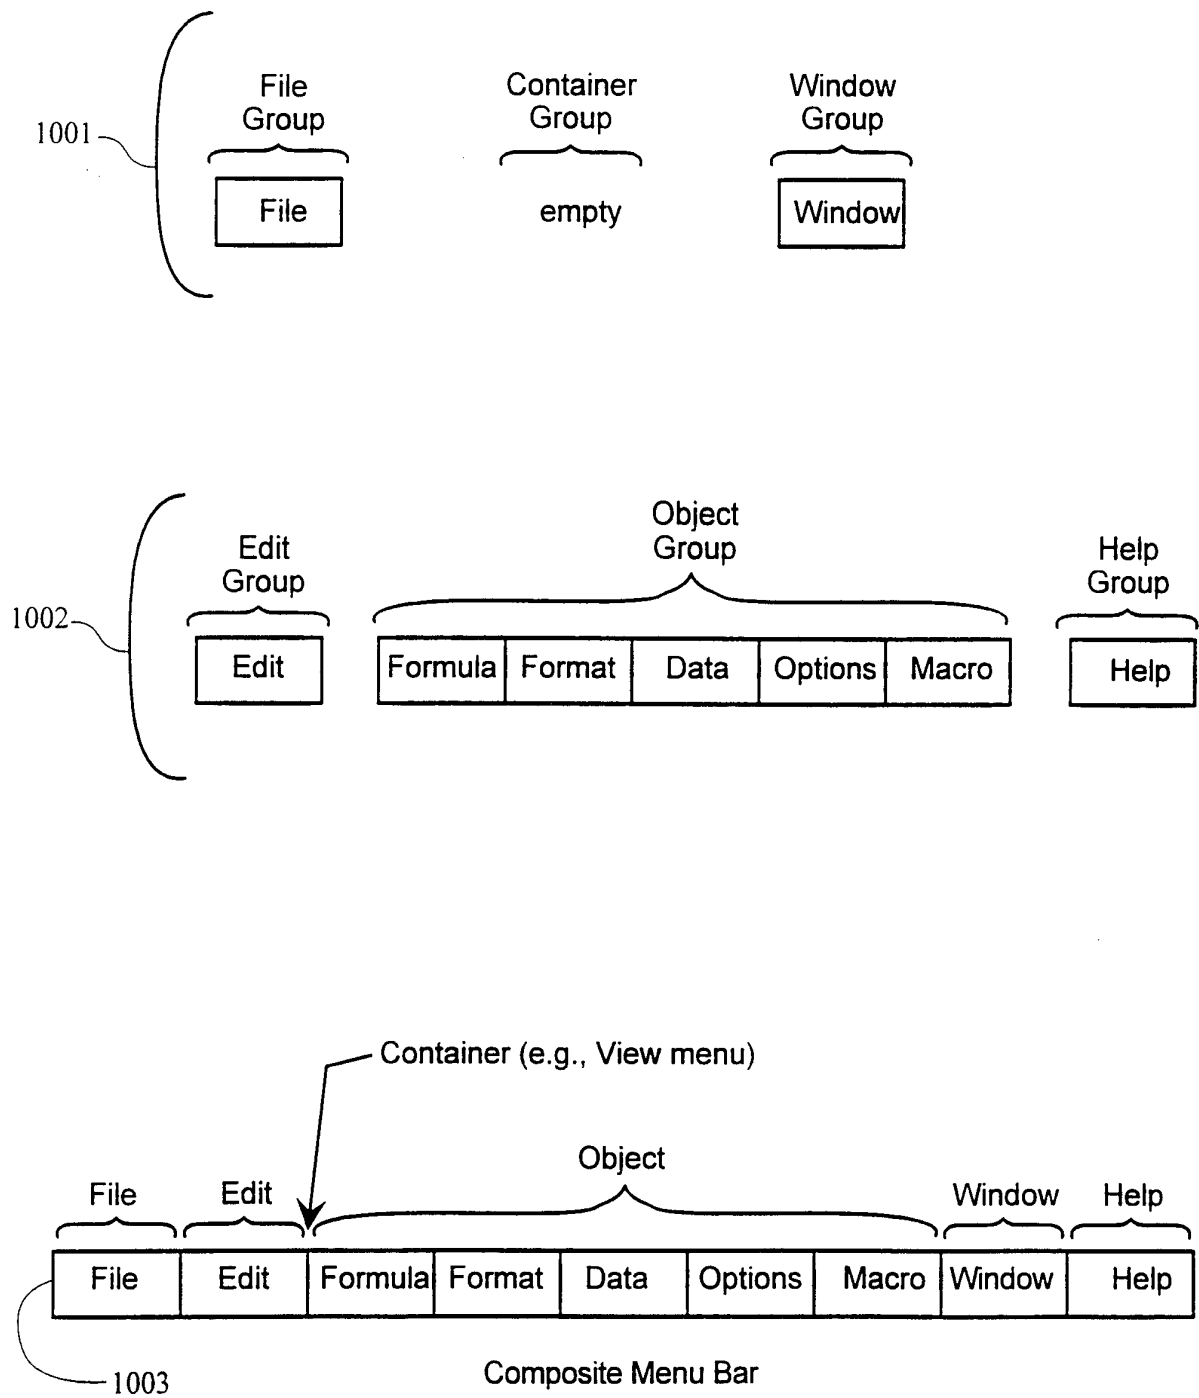 File
Group
Container
Group
Window
Group
1001
File
empty
Window
Object
Group
Edit
Group
Help
Group
1002
Edit
Formula Format Data Options Macro
Help
Container (e.g., View menu)
Object
File Edit Window Help
File Edit Formula Format Data Options Macro Window Help
1003
Composite Menu Bar